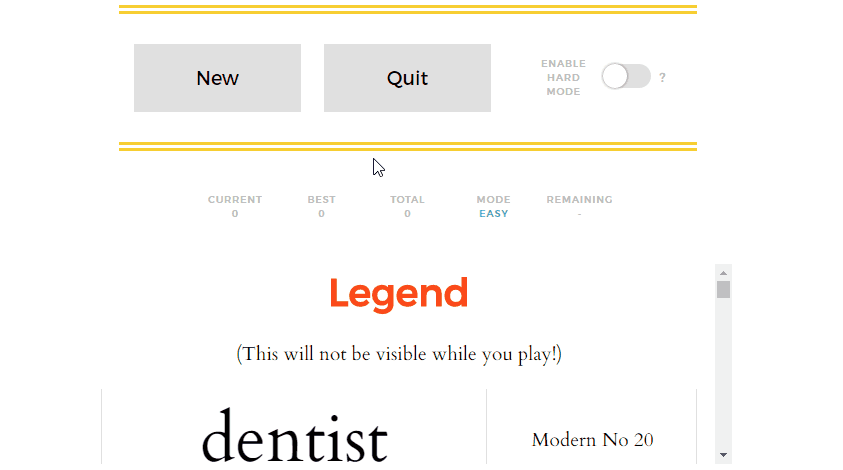 New
Quit
ENABLE
HARD
MODE
?
CURRENT
0
BEST
0
TOTAL
0
MODE
EASY
REMAINING
-
Legend
(This will not be visible while you play!)
dentist
Modern No 20